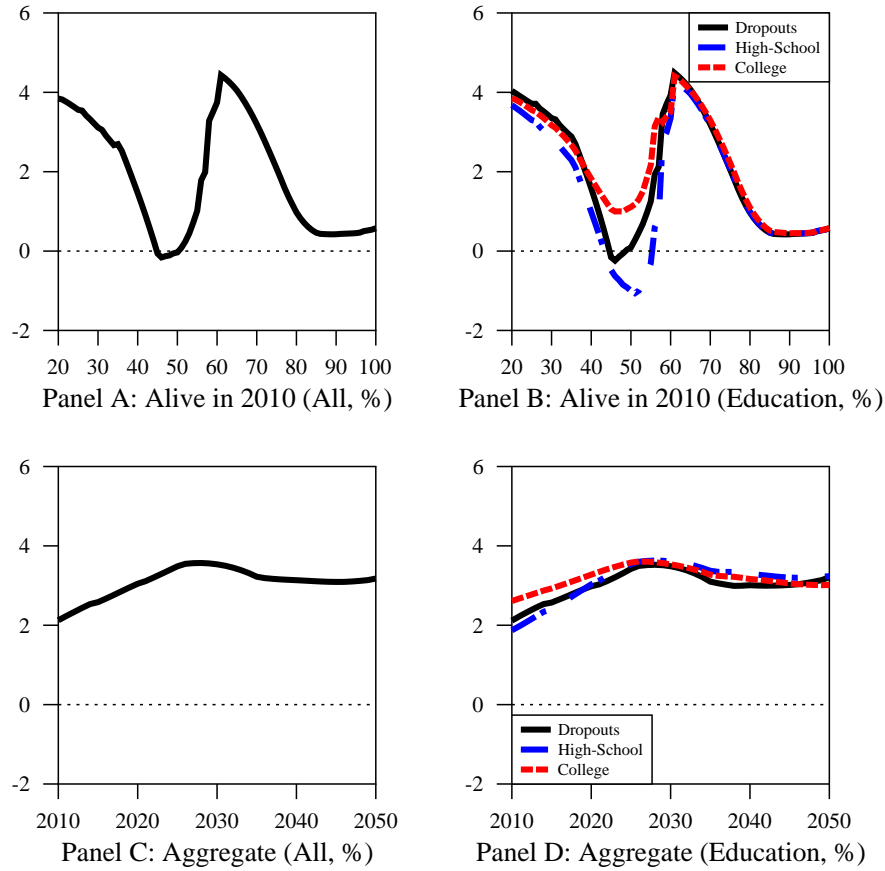 6
4
2
0
-2
20 30 40 50 60 70 80 90 100
Panel A: Alive in 2010 (All, %)
6
4
2
0
-2
Dropouts
High-School
College
20 30 40 50 60 70 80 90 100
Panel B: Alive in 2010 (Education, %)
6
4
2
0
-2
2010 2020 2030 2040 2050
Panel C: Aggregate (All, %)
6
4
2
0
-2
Dropouts
High-School
College
2010 2020 2030 2040 2050
Panel D: Aggregate (Education, %)